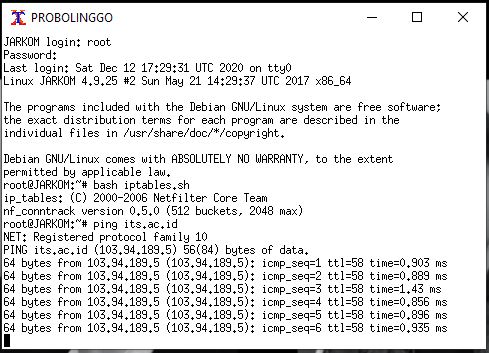 PROBOLINGGO
JARKOM login: root
Password:
Last login: Sat Dec 12 17:29:31 UTC 2020 on tty0
Linux JARKOM 4.9.25 #2 Sun May 21 14:29:37 UTC 2017 x86_64
The programs included with the Debian GNU/Linux system are free software;
the exact distribution terms for each program are described in the
individual files in /usr/share/doc/*/copyright.
Debian GNU/Linux comes with ABSOLUTELY NO WARRANTY, to the extent
permitted by applicable law.
root@JARKOM:~# bash iptables.sh
ip_tables: (C) 2000-2006 Netfilter Core Team
nf_conntrack version 0.5.0 (512 buckets, 2048 max)
root@JARKOM:~# ping its.ac.id
NET: Registered protocol family 10
PING its.ac.id (103.94.189.5) 56(84) bytes of data.
64 bytes from 103.94.189.5 (103.94.189.5): icmp_seq=1 ttl=58 time=0.903 ms
64 bytes from 103.94.189.5 (103.94.189.5): icmp_seq=2 ttl=58 time=0.889 ms
64 bytes from 103.94.189.5 (103.94.189.5): icmp_seq=3 ttl=58 time=1.43 ms
64 bytes from 103.94.189.5 (103.94.189.5): icmp_seq=4 ttl=58 time=0.856 ms
64 bytes from 103.94.189.5 (103.94.189.5): icmp_seq=5 ttl=58 time=0.896 ms
64 bytes from 103.94.189.5 (103.94.189.5): icmp_seq=6 ttl=58 time=0.935 ms